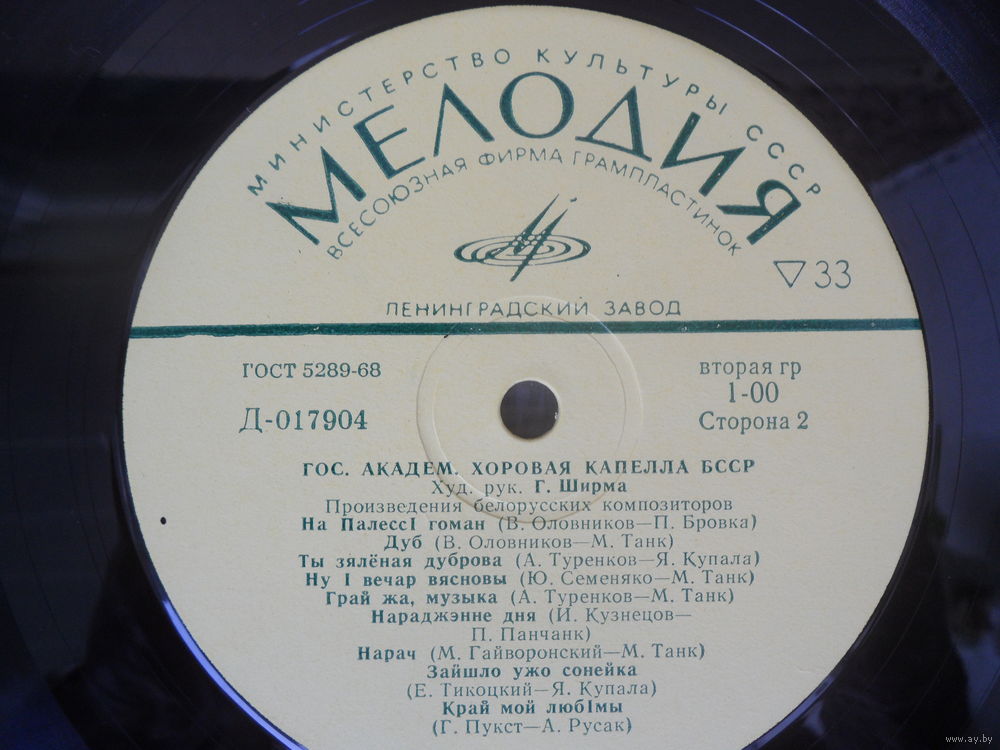 МИНИСТЕРСТВО КУЛЬТУРЫ СССР
МЕЛОДИЯ
ВСЕСОЮЗНАЯ ФИРМА ГРАМПЛАСТИНОК
▽ 33
ЛЕНИНГРАДСКИЙ ЗАВОД
ГОСТ 5289-68
вторая гр
1-00
Д-017904
Сторона 2
ГОС. АКАДЕМ. ХОРОВАЯ КАПЕЛЛА БССР
Худ. рук. Г. Ширма
Произведения белорусских композиторов
На ПалессI гоман (В. Оловников—П. Бровка)
Дуб (В. Оловников—М. Танк)
Ты зялёная дуброва (А. Туренков—Я. Купала)
Ну I вечар вясновы (Ю. Семеняко—М. Танк)
Грай жа, музыка (А. Туренков—М. Танк)
Нараджэнне дня (И. Кузнецов—
П. Панчанк)
Нарач (М. Гайворонский—М. Танк)
Зайшло ужо сонейка
(Е. Тикоцкий—Я. Купала)
Край мой любIмы
(Г. Пукст—А. Русак)
www.ay.by